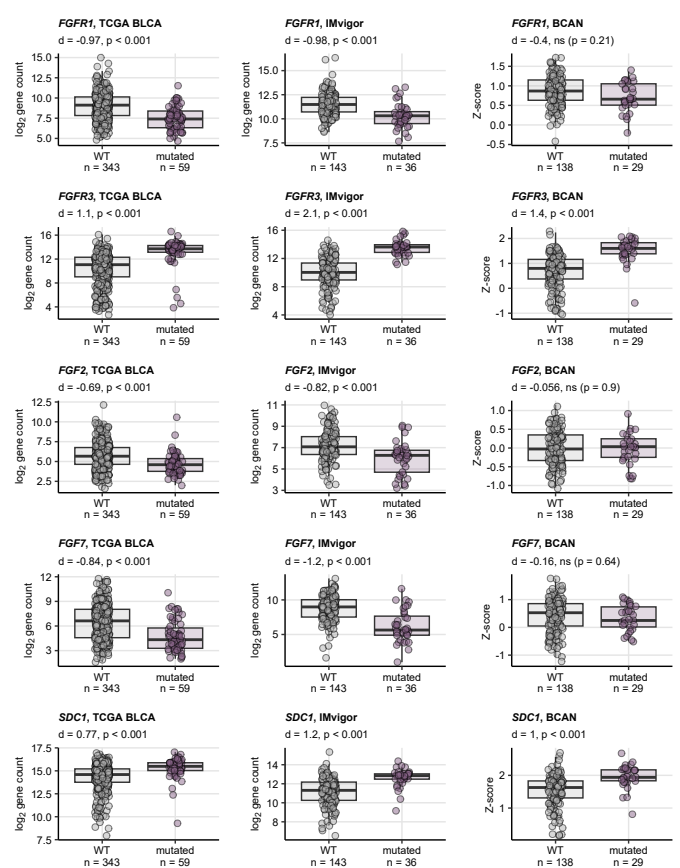 FGFR1, TCGA BLCA
d = -0.97, p < 0.001
log2 gene count
15.0
12.5
10.0
7.5
5.0
WT
n = 343
mutated
n = 59
FGFR1, IMvigor
d = -0.98, p < 0.001
log2 gene count
15.0
12.5
10.0
7.5
WT
n = 143
mutated
n = 36
FGFR1, BCAN
d = -0.4, ns (p = 0.21)
Z-score
1.5
1.0
0.5
0.0
-0.5
WT
n = 138
mutated
n = 29
FGFR3, TCGA BLCA
d = 1.1, p < 0.001
log2 gene count
16
12
8
4
WT
n = 343
mutated
n = 59
FGFR3, IMvigor
d = 2.1, p < 0.001
log2 gene count
16
12
8
4
WT
n = 143
mutated
n = 36
FGFR3, BCAN
d = 1.4, p < 0.001
Z-score
2
1
0
-1
WT
n = 138
mutated
n = 29
FGF2, TCGA BLCA
d = -0.69, p < 0.001
log2 gene count
12.5
10.0
7.5
5.0
2.5
WT
n = 343
mutated
n = 59
FGF2, IMvigor
d = -0.82, p < 0.001
log2 gene count
11
9
7
5
3
WT
n = 143
mutated
n = 36
FGF2, BCAN
d = -0.056, ns (p = 0.9)
Z-score
1.0
0.5
0.0
-0.5
-1.0
WT
n = 138
mutated
n = 29
FGF7, TCGA BLCA
d = -0.84, p < 0.001
log2 gene count
12
9
6
3
WT
n = 343
mutated
n = 59
FGF7, IMvigor
d = -1.2, p < 0.001
log2 gene count
10
5
WT
n = 143
mutated
n = 36
FGF7, BCAN
d = -0.16, ns (p = 0.64)
Z-score
1
0
-1
WT
n = 138
mutated
n = 29
SDC1, TCGA BLCA
d = 0.77, p < 0.001
log2 gene count
17.5
15.0
12.5
10.0
7.5
WT
n = 343
mutated
n = 59
SDC1, IMvigor
d = 1.2, p < 0.001
log2 gene count
14
12
10
8
WT
n = 143
mutated
n = 36
SDC1, BCAN
d = 1, p < 0.001
Z-score
2
1
WT
n = 138
mutated
n = 29